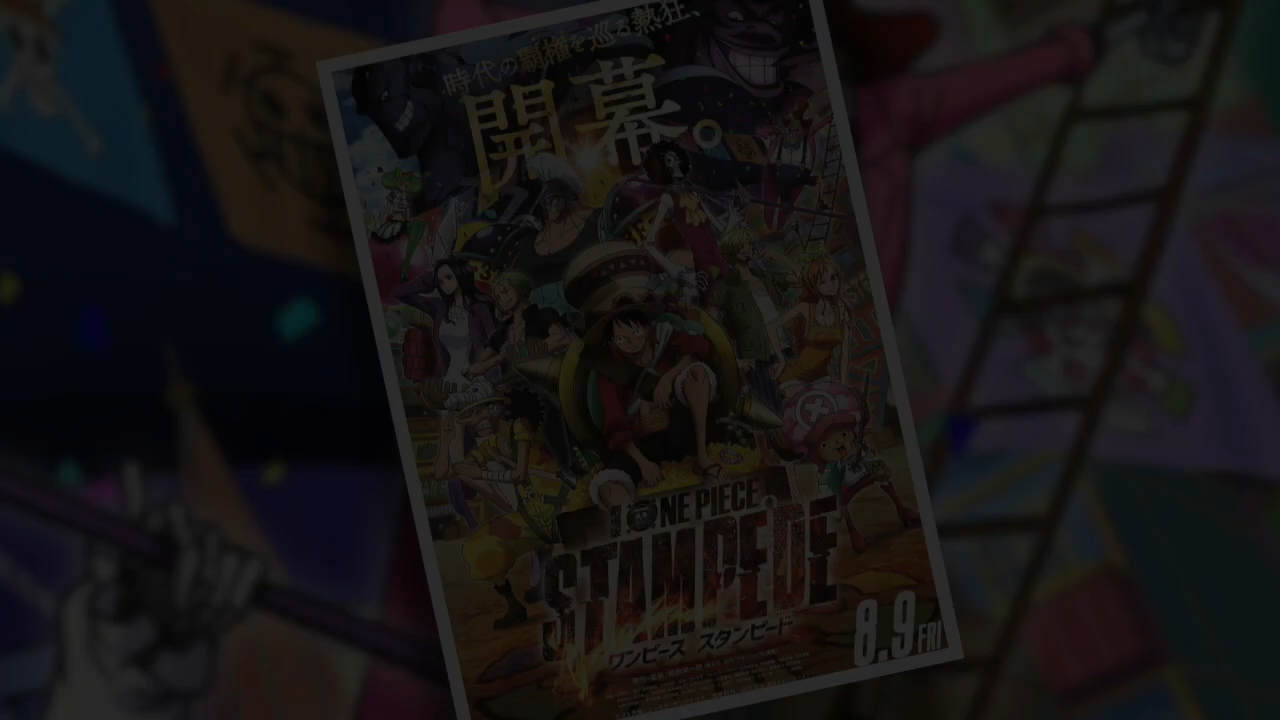 時代の覇権を巡る熱狂、
開幕。
ONE PIECE
STAMPEDE
ワンピース スタンピード
8.9 FRI